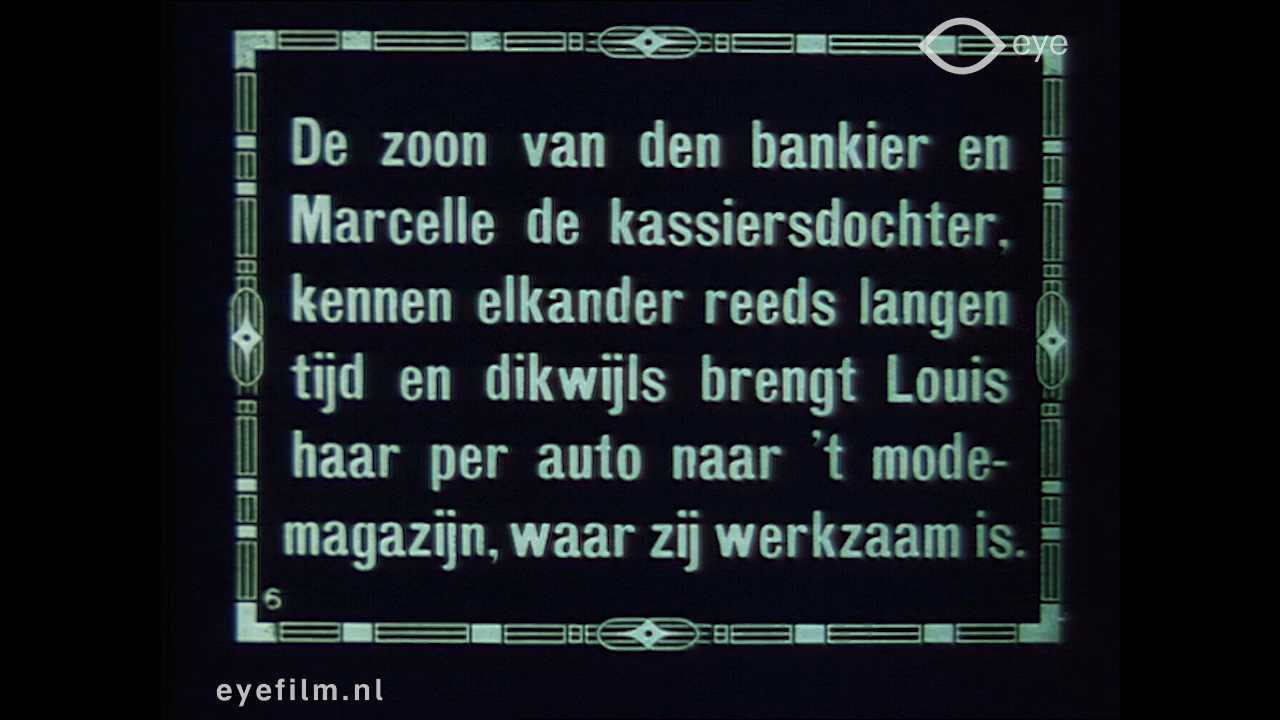 eye
De zoon van den bankier en
Marcelle de kassiersdochter,
kennen elkander reeds langen
tijd en dikwijls brengt Louis
haar per auto naar 't mode-
magazijn, waar zij werkzaam is.
6
eyefilm.nl